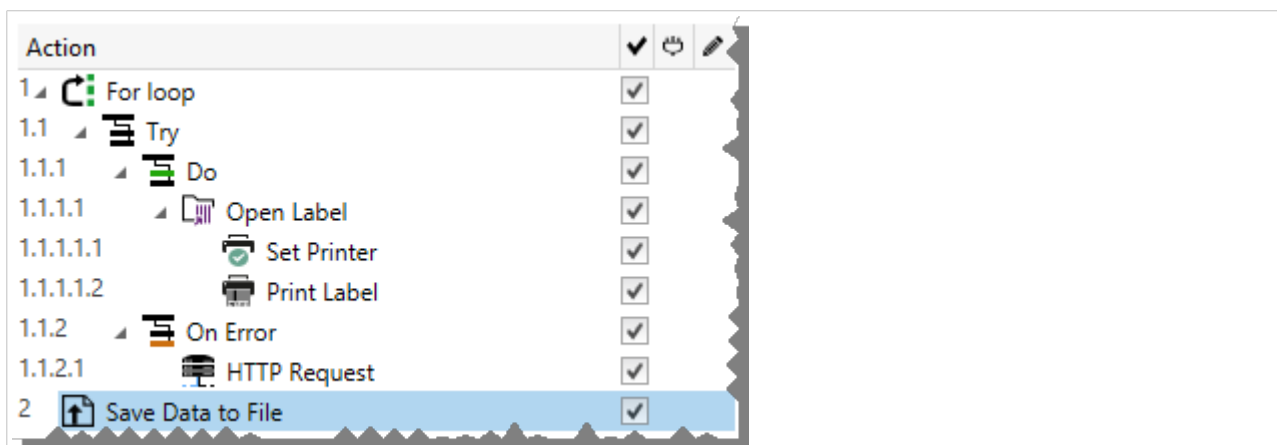 Action
1 For loop
1.1 Try
1.1.1 Do
1.1.1.1 Open Label
1.1.1.1.1 Set Printer
1.1.1.1.2 Print Label
1.1.2 On Error
1.1.2.1 HTTP Request
2 Save Data to File